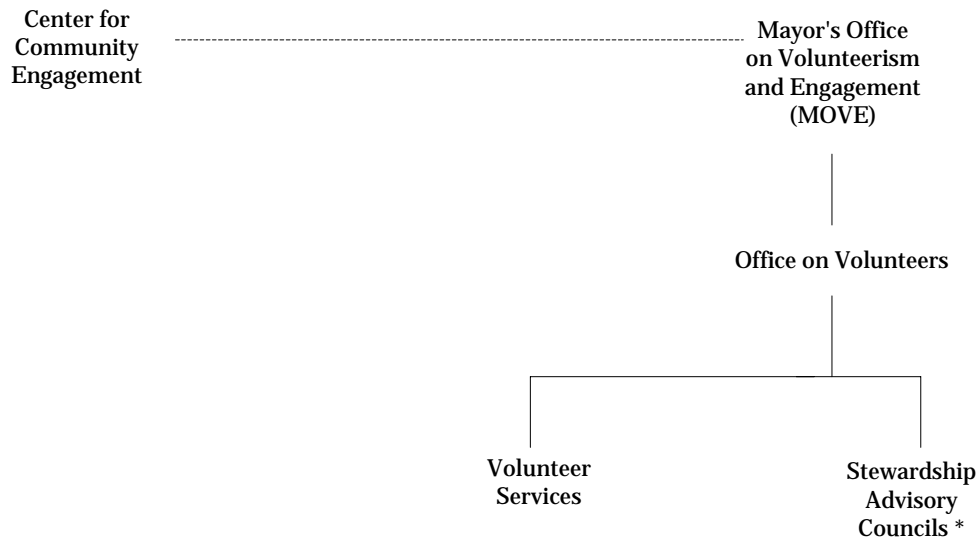 Center for
Community
Engagement
Mayor's Office
on Volunteerism
and Engagement
(MOVE)
Office on Volunteers
Volunteer
Services
Stewardship
Advisory
Councils *